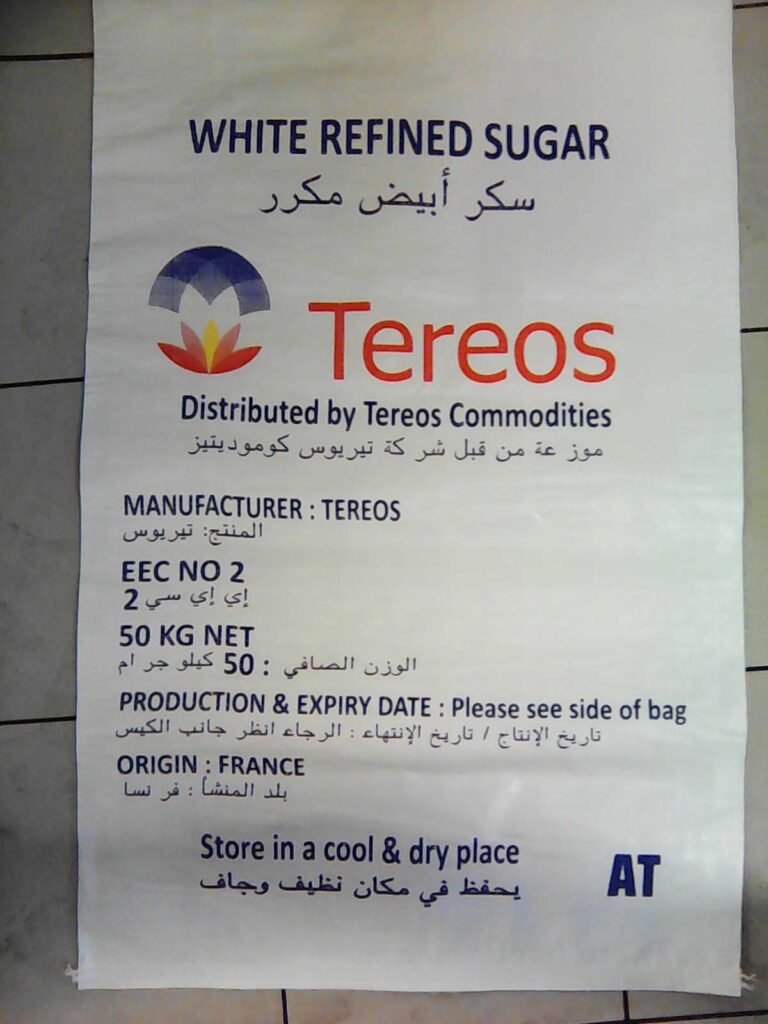 WHITE REFINED SUGAR
سكر أبيض مكرر
Tereos
Distributed by Tereos Commodities
موز عة من قبل شر كة تيريوس كوموديتيز
MANUFACTURER : TEREOS
المنتج: تيريوس
EEC NO 2
إي إي سي 2
50 KG NET
الوزن الصافي : 50 كيلو جر ام
PRODUCTION & EXPIRY DATE : Please see side of bag
تاريخ الإنتاج / تاريخ الإنتهاء : الرجاء انظر جانب الكيس
ORIGIN : FRANCE
بلد المنشأ : فر نسا
Store in a cool & dry place
يحفظ في مكان نظيف وجاف
AT